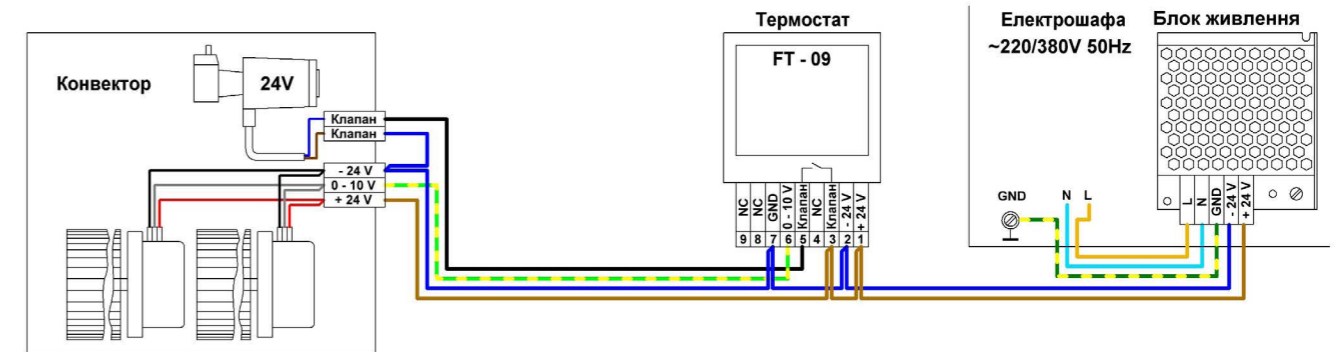 Конвектор
24V
Клапан
Клапан
- 24 V
0 - 10 V
+ 24 V
Термостат
FT - 09
NC
NC
GND
0 - 10 V
Клапан
NC
Клапан
- 24 V
+ 24 V
9 8 7 6 5 4 3 2 1
Електрошафа
~220/380V 50Hz
Блок живлення
GND
N L
L
N
GND
- 24 V
+ 24 V